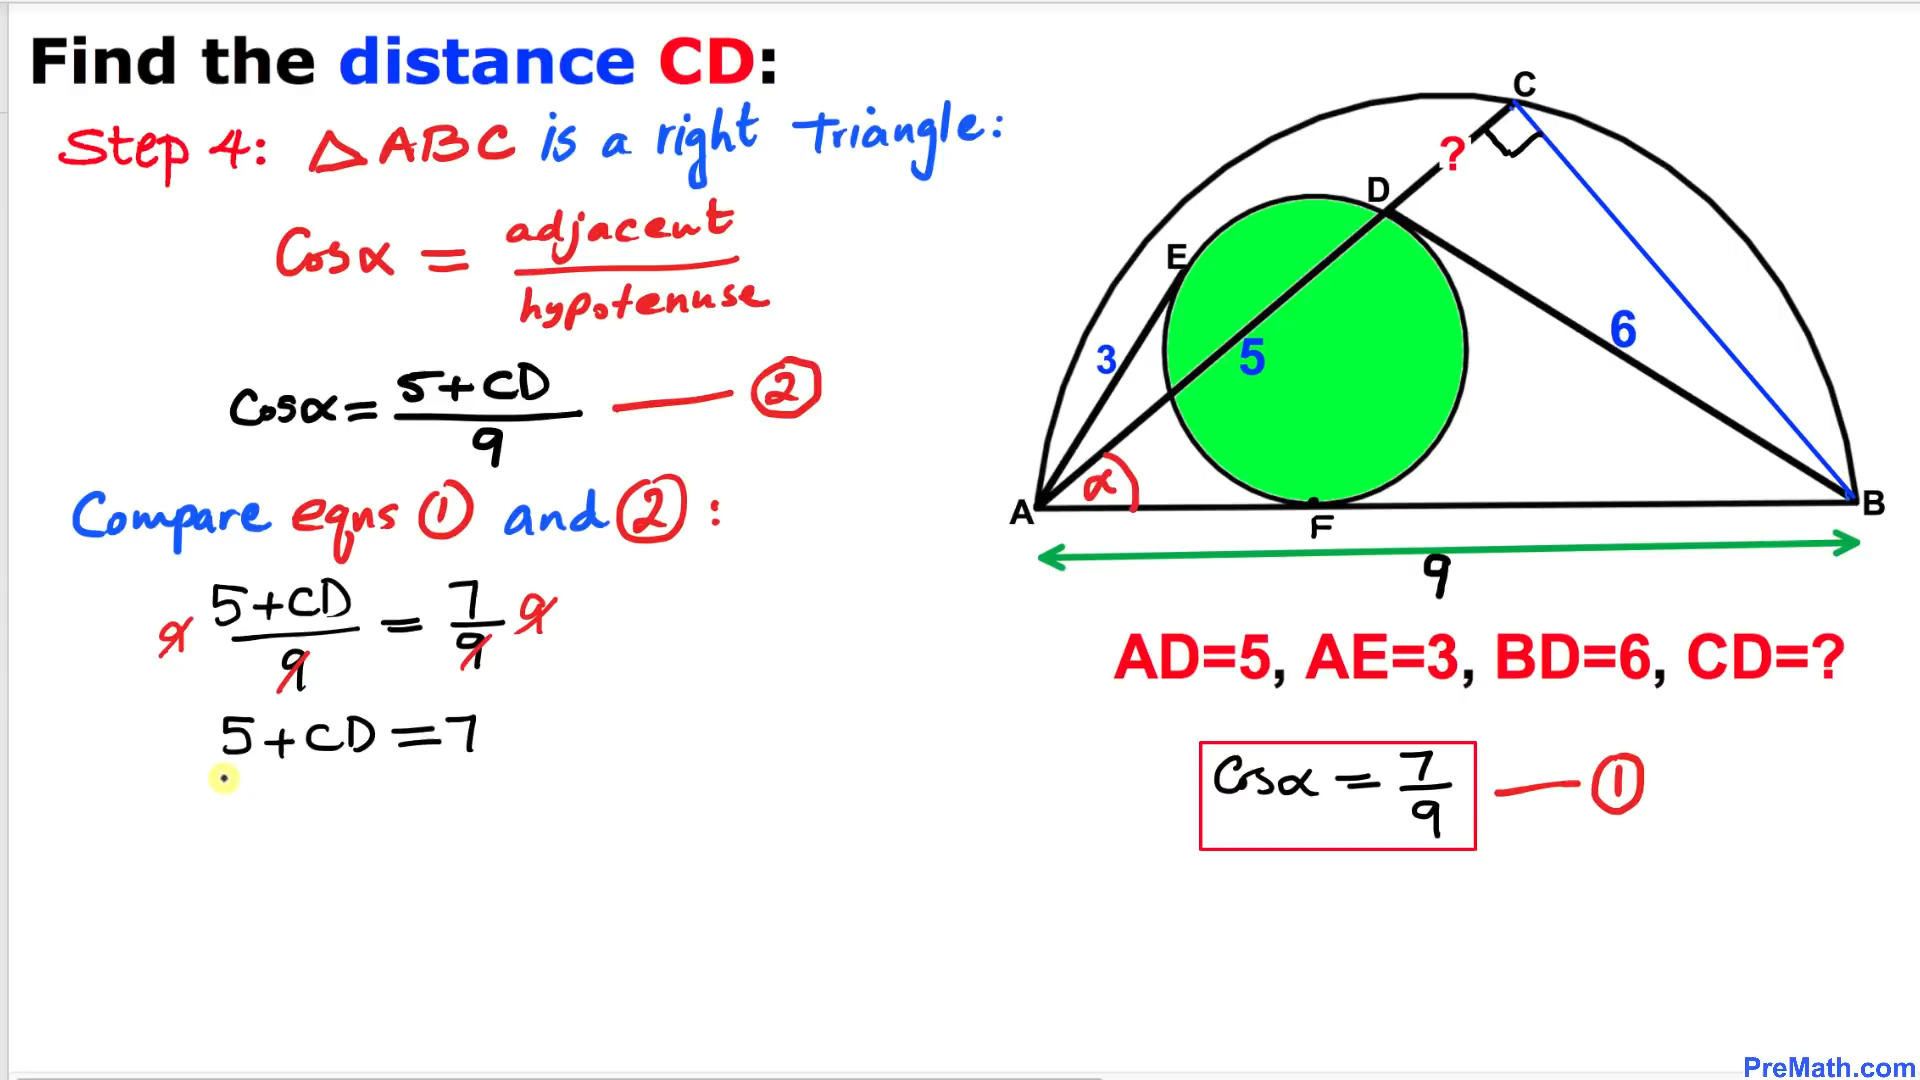 Find the distance CD:
Step 4: △ABC is a right Triangle:
Cosα = adjacent
hypotenuse
Cosα = 5+CD
9
②
Compare eqns ① and ② :
9 5+CD = 7 9
9 9
5+CD=7
C
?
D
E
3
5
6
α
A
F
B
9
AD=5, AE=3, BD=6, CD=?
Cosα = 7
9
①
PreMath.com